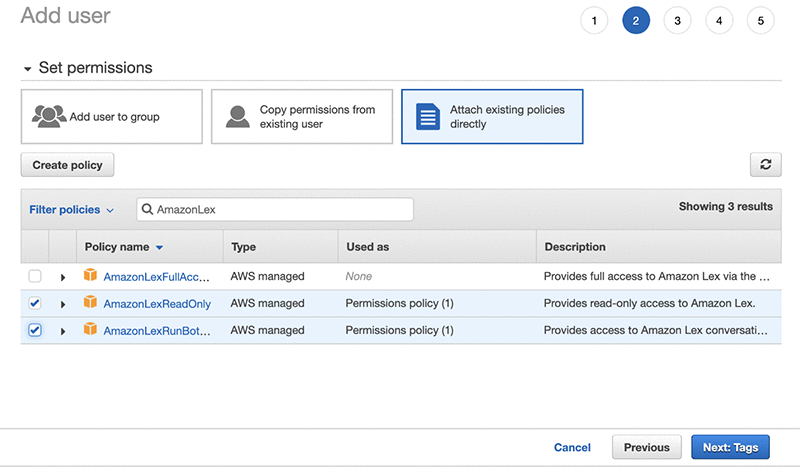 Add user
1 2 3 4 5
Set permissions
Add user to group
Copy permissions from
existing user
Attach existing policies
directly
Create policy
Filter policies
AmazonLex
Showing 3 results
Policy name Type Used as Description
AmazonLexFullAcc... AWS managed None Provides full access to Amazon Lex via the ...
AmazonLexReadOnly AWS managed Permissions policy (1) Provides read-only access to Amazon Lex.
AmazonLexRunBot... AWS managed Permissions policy (1) Provides access to Amazon Lex conversati...
Cancel Previous Next: Tags